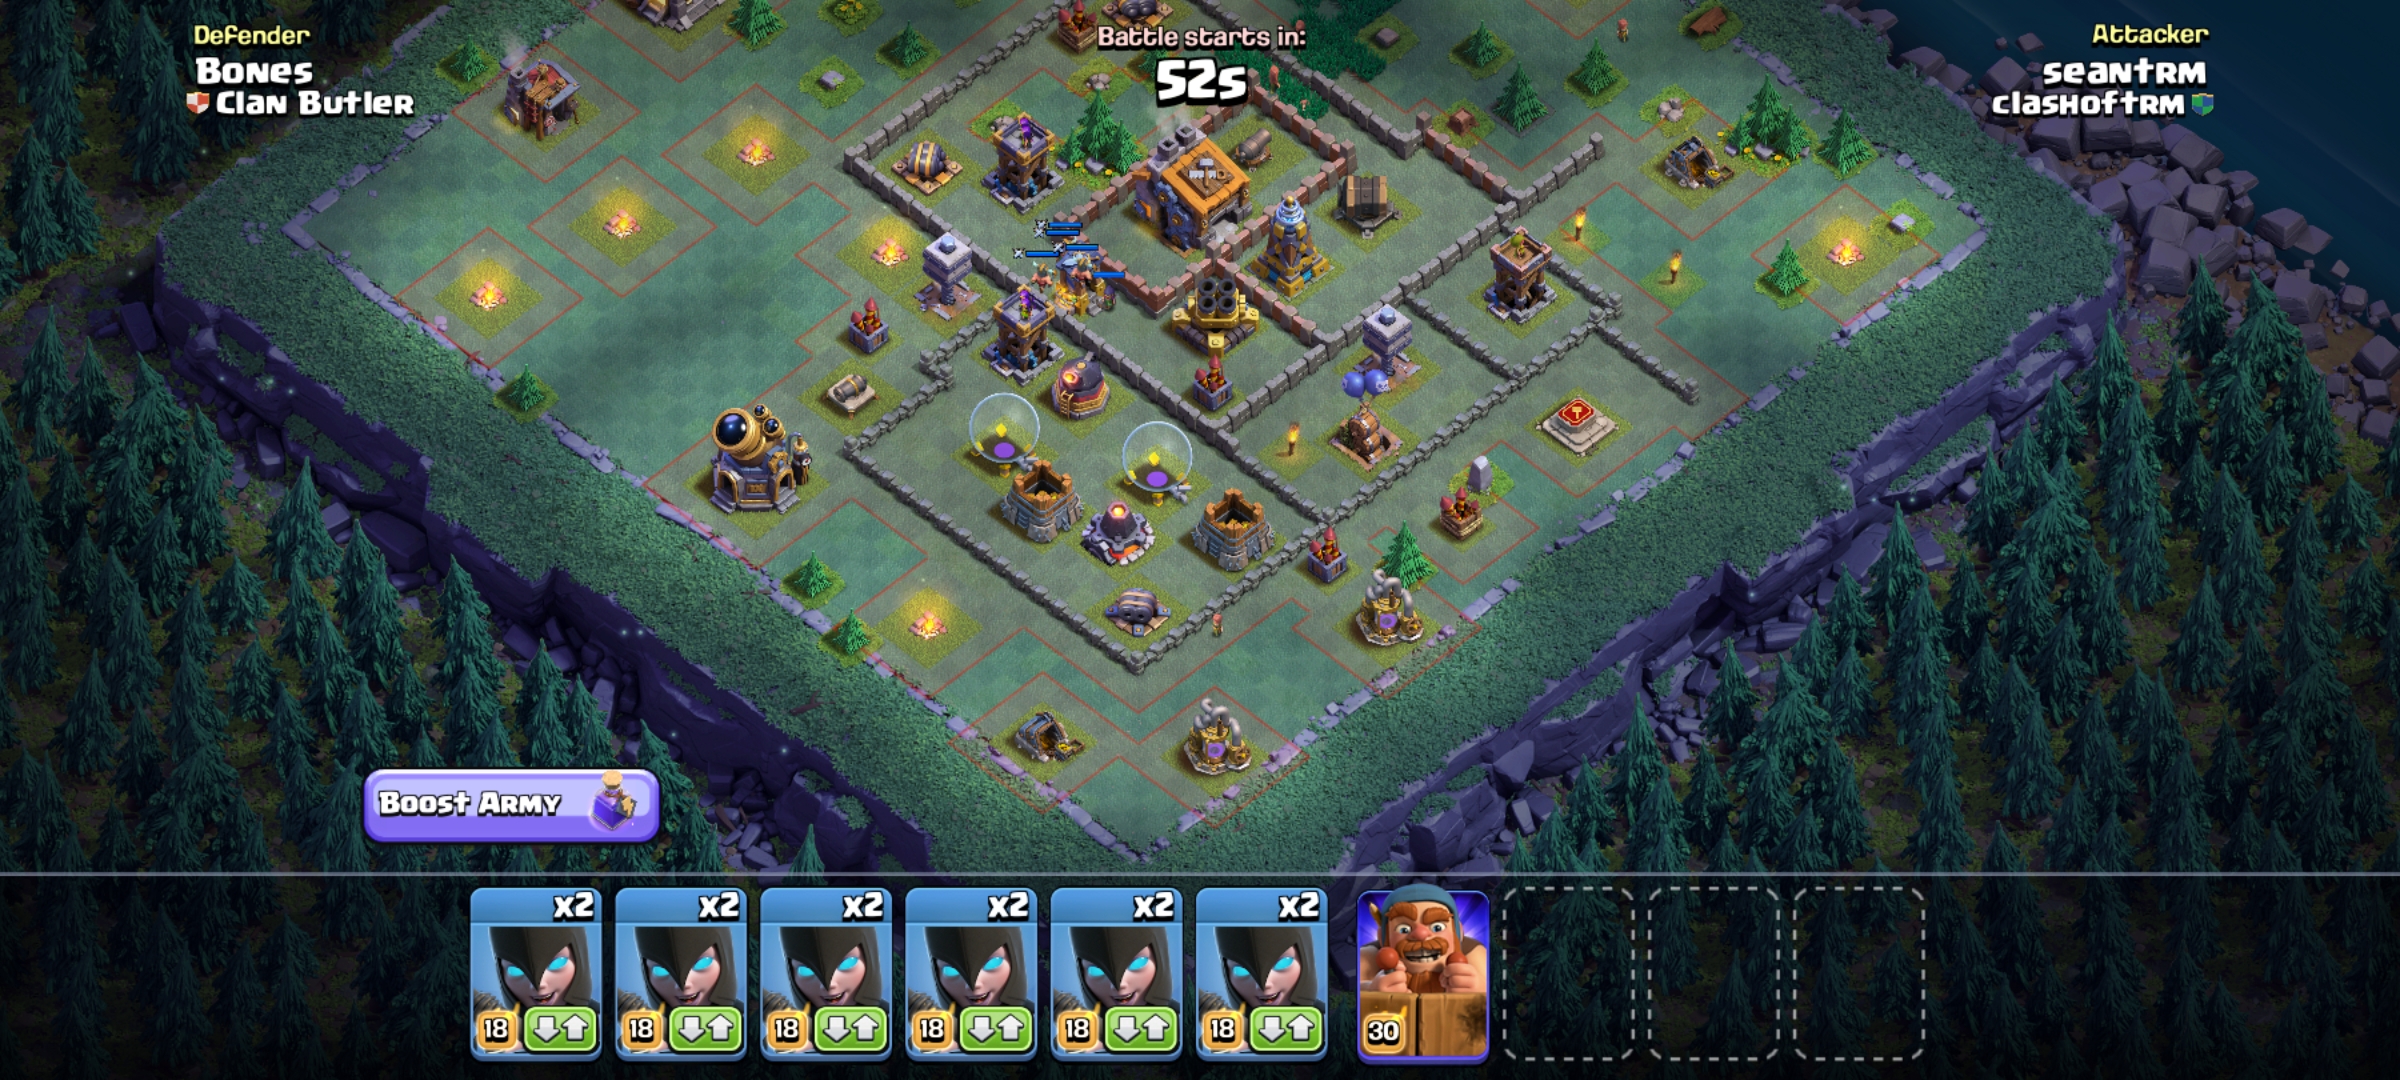 Defender
Bones
Clan Butler
Battle starts in:
52s
Attacker
seantRM
clashoftRM
Boost Army
x2
x2
x2
x2
x2
x2
18
18
18
18
18
18
30